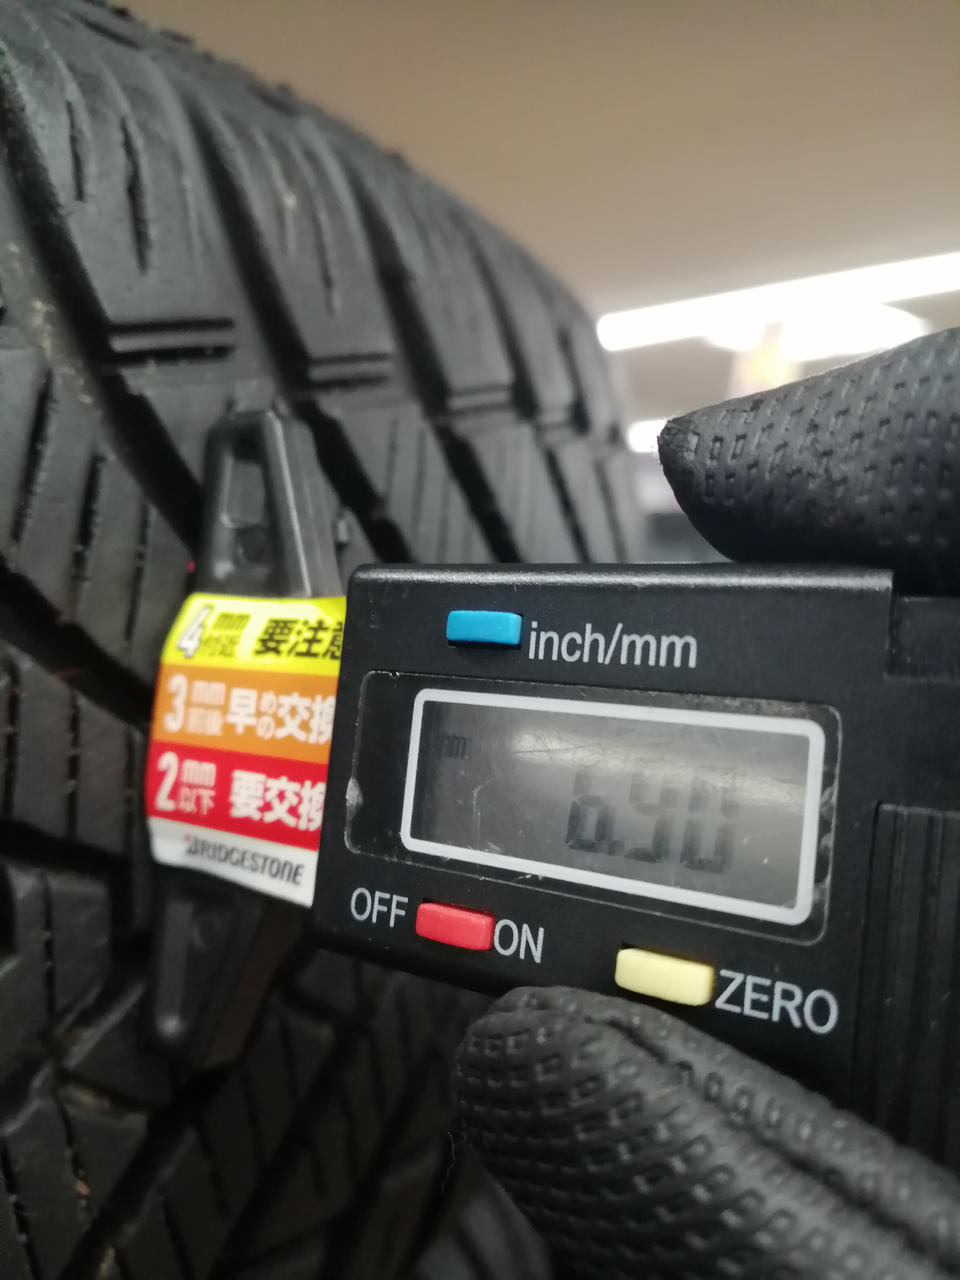 4mm付近 要注意
3mm前後 早めの交換
2mm以下 要交換
BRIDGESTONE
inch/mm
mm
6.90
OFF ON
ZERO